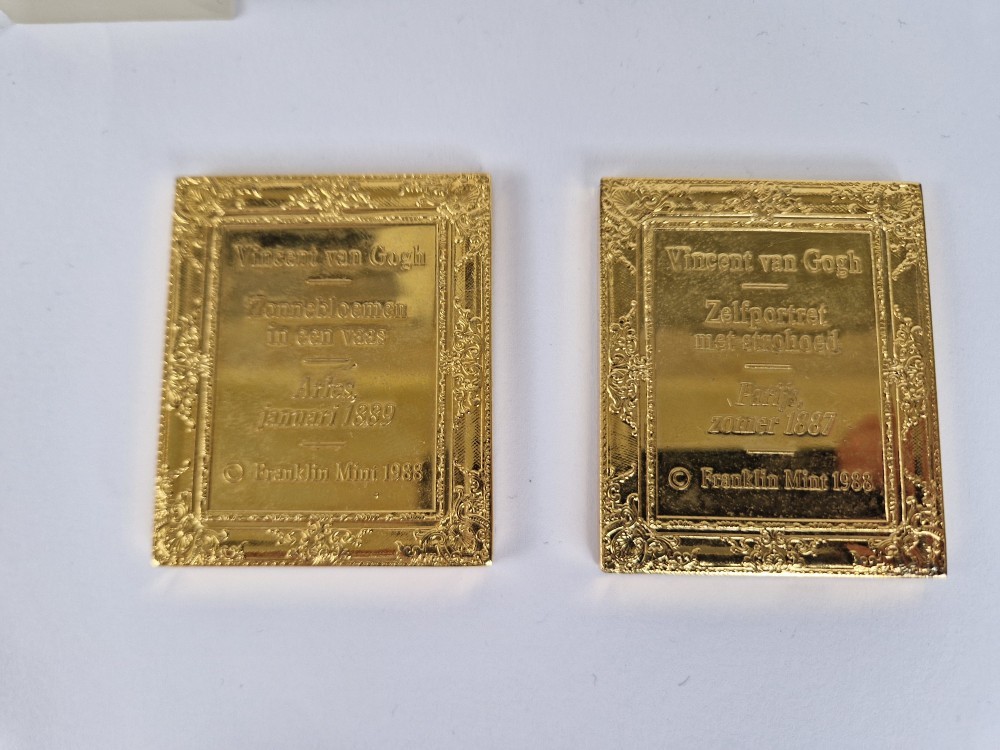 Vincent van Gogh
Zonnebloemen
in een vaas
Arles,
januari 1889
© Franklin Mint 1988
Vincent van Gogh
Zelfportret
met strohoed
Parijs,
zomer 1887
© Franklin Mint 1988